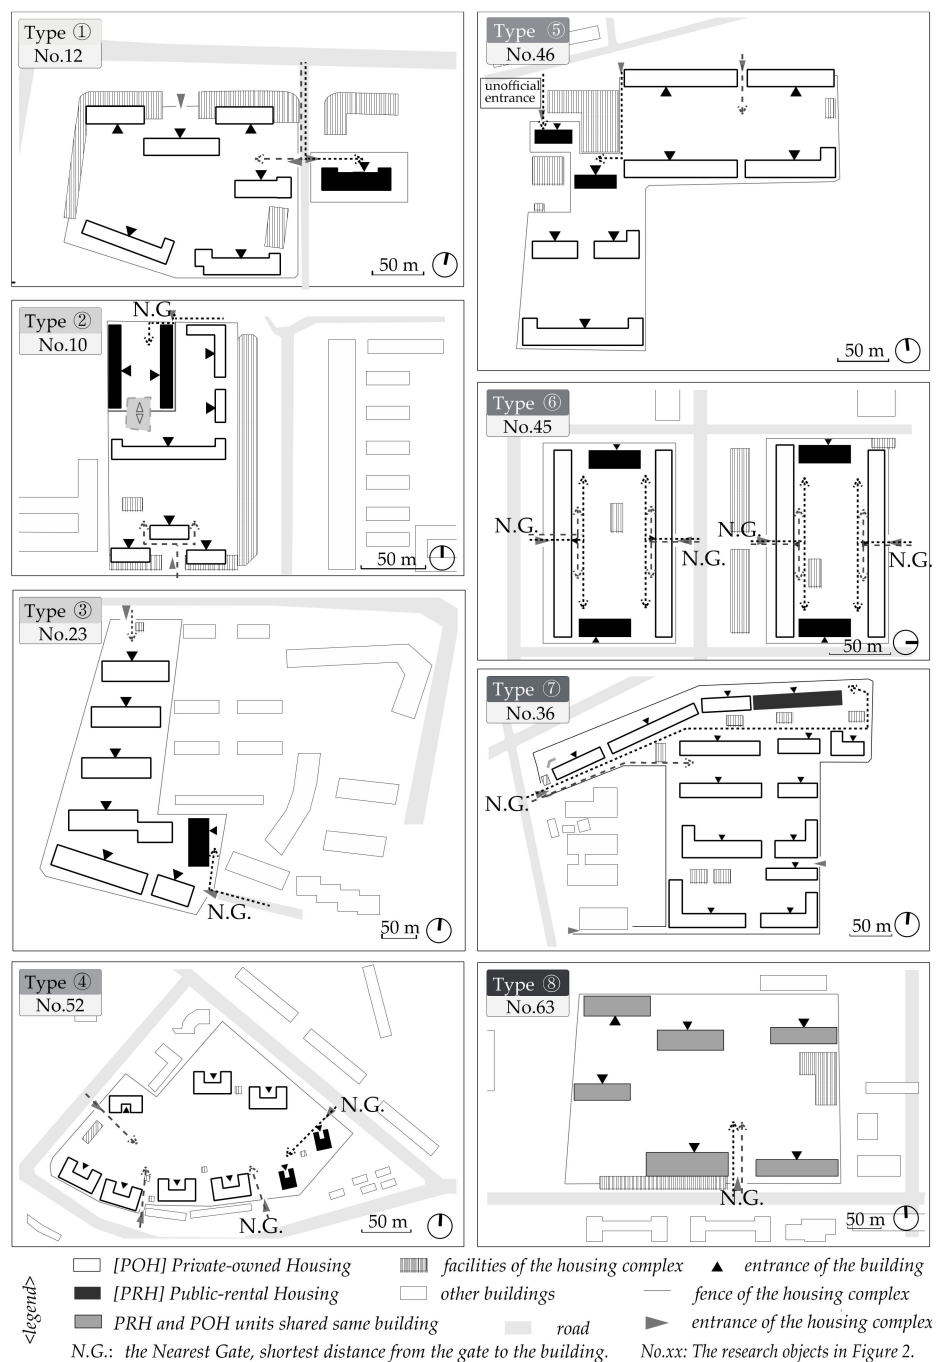 Type ①
No.12
50 m
Type ②
No.10
N.G.
50 m
Type ③
No.23
N.G.
50 m
Type ④
No.52
N.G.
N.G.
50 m
Type ⑤
No.46
unofficial
entrance
50 m
Type ⑥
No.45
N.G.
N.G.
N.G.
N.G.
50 m
Type ⑦
No.36
N.G.
50 m
Type ⑧
No.63
N.G.
50 m
<legend>
[POH] Private-owned Housing
facilities of the housing complex
entrance of the building
[PRH] Public-rental Housing
other buildings
fence of the housing complex
PRH and POH units shared same building
road
entrance of the housing complex
N.G.: the Nearest Gate, shortest distance from the gate to the building.
No.xx: The research objects in Figure 2.